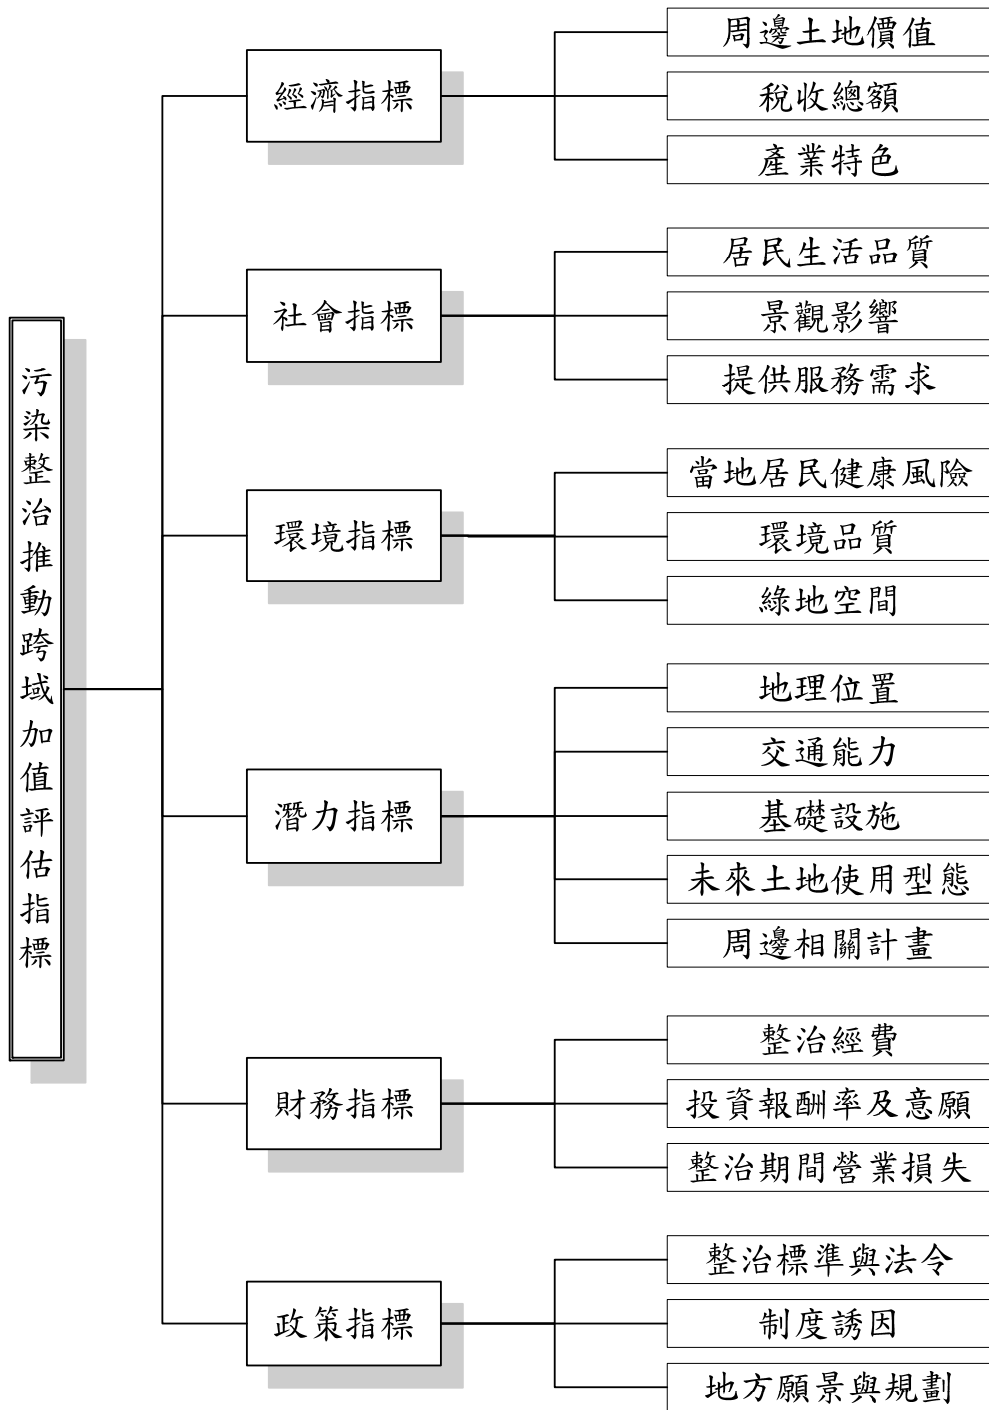 污染整治推動跨域加值評估指標
經濟指標
周邊土地價值
稅收總額
產業特色
社會指標
居民生活品質
景觀影響
提供服務需求
環境指標
當地居民健康風險
環境品質
綠地空間
潛力指標
地理位置
交通能力
基礎設施
未來土地使用型態
周邊相關計畫
財務指標
整治經費
投資報酬率及意願
整治期間營業損失
政策指標
整治標準與法令
制度誘因
地方願景與規劃